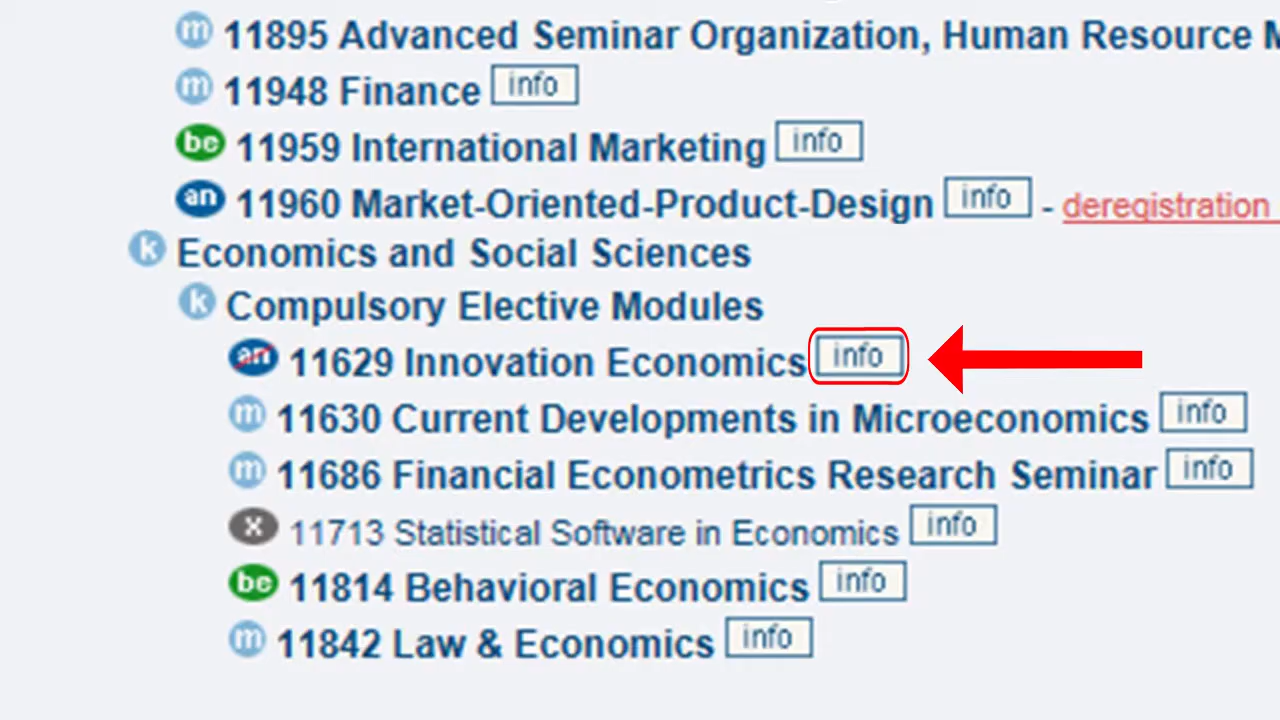 m 11895 Advanced Seminar Organization, Human Resource M
m 11948 Finance info
be 11959 International Marketing info
an 11960 Market-Oriented-Product-Design info - deregistration
k Economics and Social Sciences
k Compulsory Elective Modules
an 11629 Innovation Economics info
m 11630 Current Developments in Microeconomics info
m 11686 Financial Econometrics Research Seminar info
x 11713 Statistical Software in Economics info
be 11814 Behavioral Economics info
m 11842 Law & Economics info